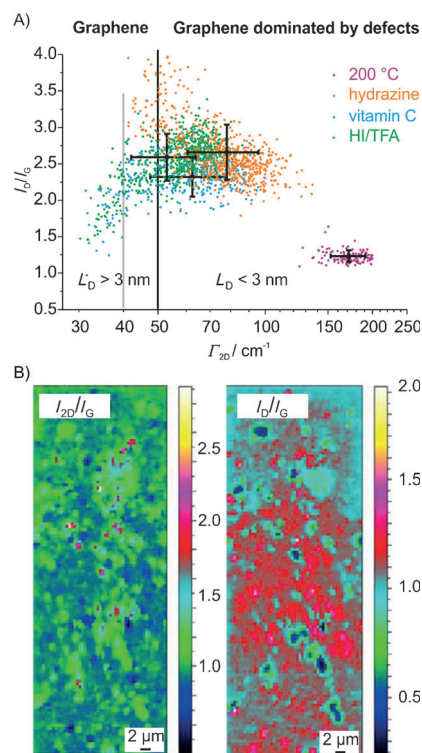 A)
Graphene
Graphene dominated by defects
4.0
3.5
3.0
2.5
2.0
1.5
1.0
0.5
I_D/I_G
200 °C
hydrazine
vitamin C
HI/TFA
L_D > 3 nm
L_D < 3 nm
30 40 50 70 100 150 200 250
Γ_2D / cm⁻¹
B)
I_2D/I_G
2.5
2.0
1.5
1.0
2 µm
I_D/I_G
2.0
1.5
1.0
0.5
2 µm